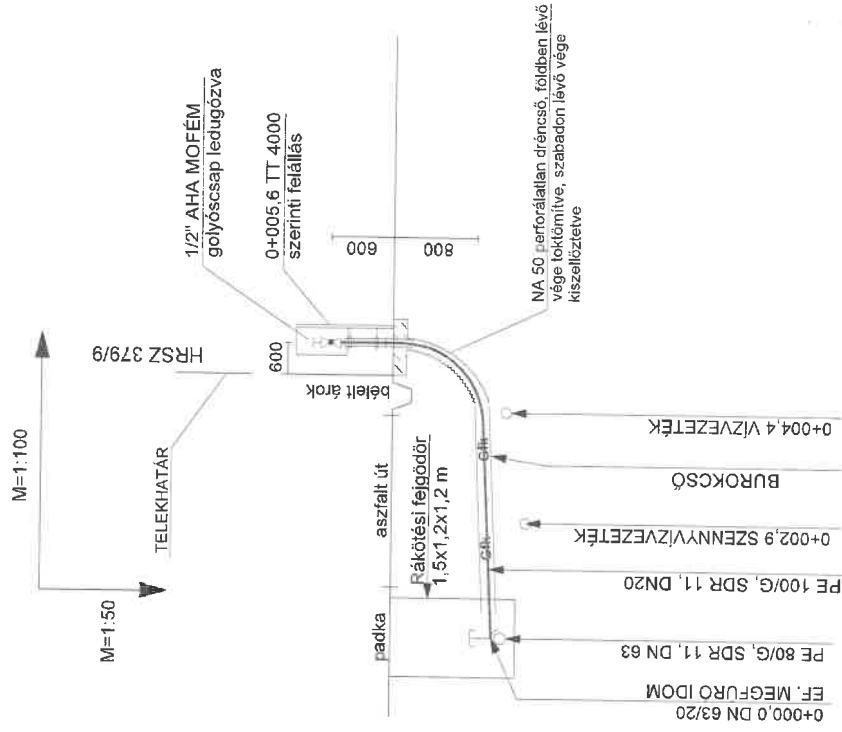 M=1:100
M=1:50
HRSZ 379/9
TELEKHATÁR
1/2" AHA MOFÉM
golyóscsap ledugózva
0+005,6 TT 4000
szerinti felállás
600
600
800
bélelt árok
aszfalt út
padka
Rákötési fejgödör
1,5x1,2x1,2 m
NA 50 perforálatlan dréncső, földben lévő
vége toktömítve, szabadon lévő vége
kiszellőztetve
Gfk.
Gfk.
0+004,4 VÍZVEZETÉK
BUROKCSŐ
0+002,9 SZENNYVÍZVEZETÉK
PE 100/G, SDR 11, DN20
PE 80/G, SDR 11, DN 63
0+000,0 DN 63/20
EF. MEGFÚRÓ IDOM